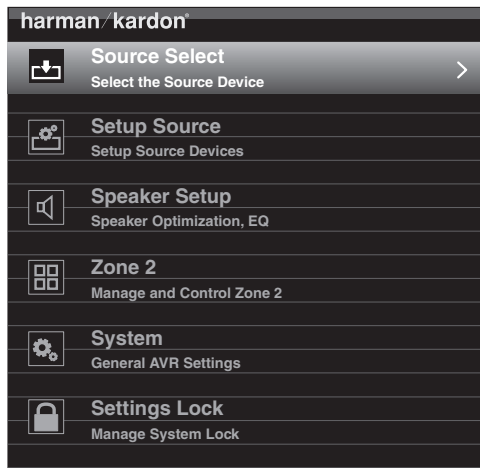 harman/kardon®
Source Select
Select the Source Device
Setup Source
Setup Source Devices
Speaker Setup
Speaker Optimization, EQ
Zone 2
Manage and Control Zone 2
System
General AVR Settings
Settings Lock
Manage System Lock